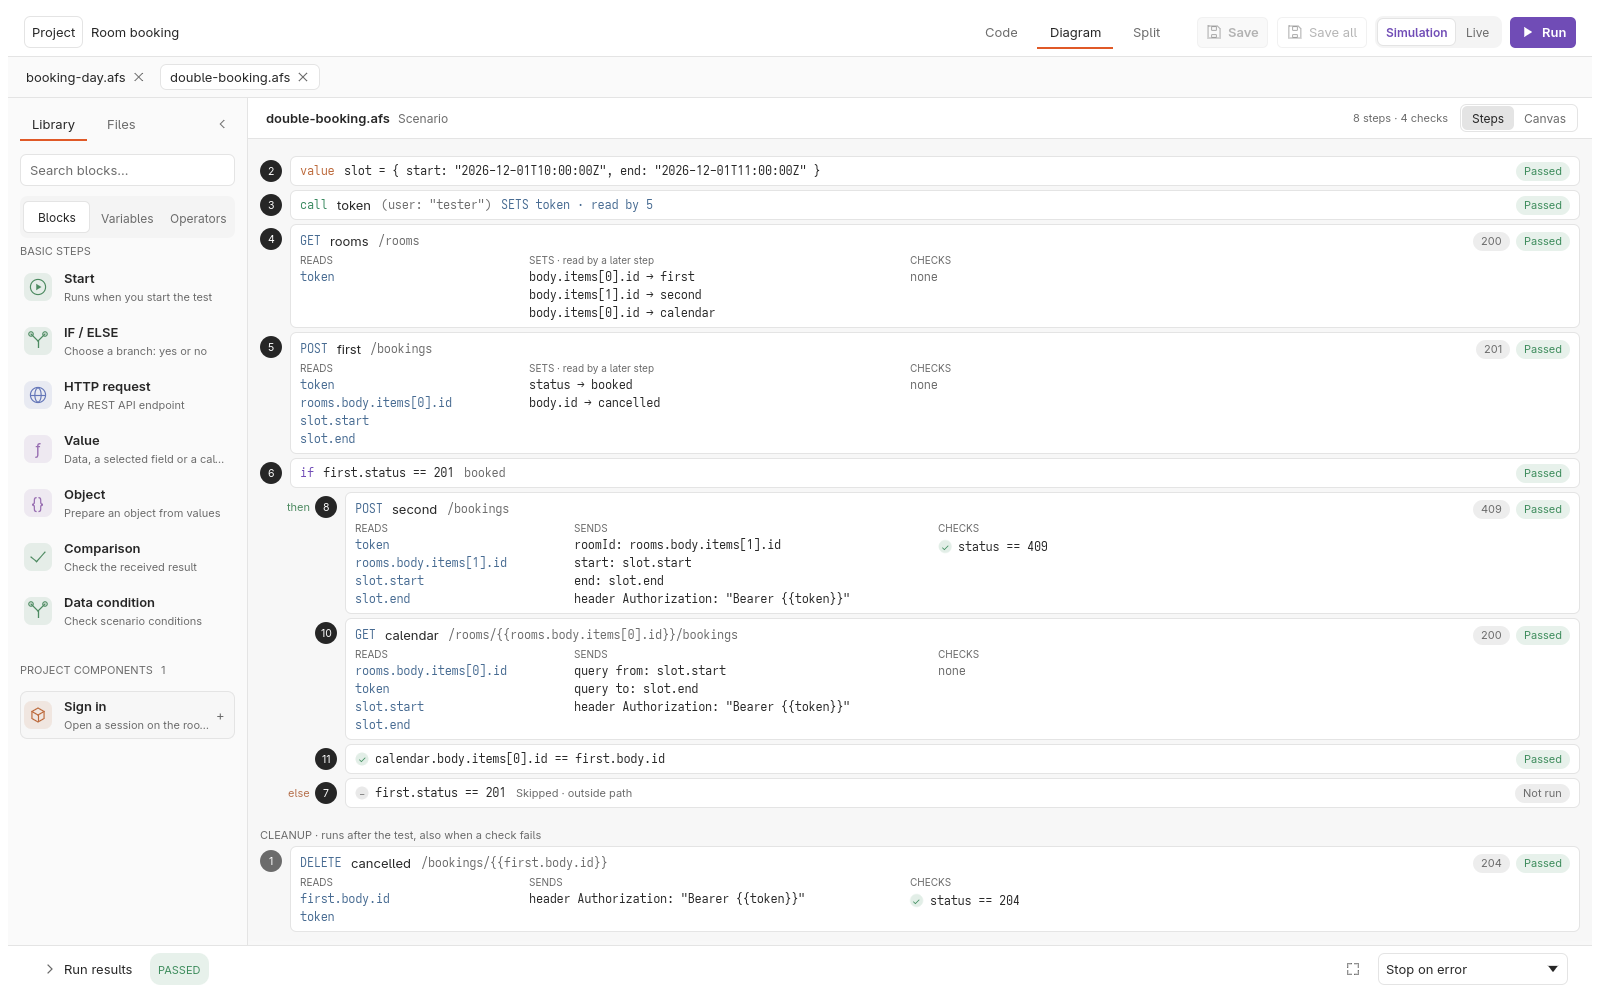 Project Room booking Code Diagram Split Save Save all Simulation Live Run
booking-day.afs double-booking.afs
Library Files
Search blocks...
Blocks Variables Operators
BASIC STEPS
Start
Runs when you start the test
IF / ELSE
Choose a branch: yes or no
HTTP request
Any REST API endpoint
Value
Data, a selected field or a cal...
Object
Prepare an object from values
Comparison
Check the received result
Data condition
Check scenario conditions
PROJECT COMPONENTS 1
Sign in +
Open a session on the roo...
double-booking.afs Scenario 8 steps · 4 checks Steps Canvas
2 value slot = { start: "2026-12-01T10:00:00Z", end: "2026-12-01T11:00:00Z" } Passed
3 call token (user: "tester") SETS token · read by 5 Passed
4 GET rooms /rooms 200 Passed
READS SETS · read by a later step CHECKS
token body.items[0].id → first none
body.items[1].id → second
body.items[0].id → calendar
5 POST first /bookings 201 Passed
READS SETS · read by a later step CHECKS
token status → booked none
rooms.body.items[0].id body.id → cancelled
slot.start
slot.end
6 if first.status == 201 booked Passed
then 8 POST second /bookings 409 Passed
READS SENDS CHECKS
token roomId: rooms.body.items[1].id status == 409
rooms.body.items[1].id start: slot.start
slot.start end: slot.end
slot.end header Authorization: "Bearer {{token}}"
10 GET calendar /rooms/{{rooms.body.items[0].id}}/bookings 200 Passed
READS SENDS CHECKS
rooms.body.items[0].id query from: slot.start none
token query to: slot.end
slot.start header Authorization: "Bearer {{token}}"
slot.end
11 calendar.body.items[0].id == first.body.id Passed
else 7 first.status == 201 Skipped · outside path Not run
CLEANUP · runs after the test, also when a check fails
1 DELETE cancelled /bookings/{{first.body.id}} 204 Passed
READS SENDS CHECKS
first.body.id header Authorization: "Bearer {{token}}" status == 204
token
Run results PASSED Stop on error